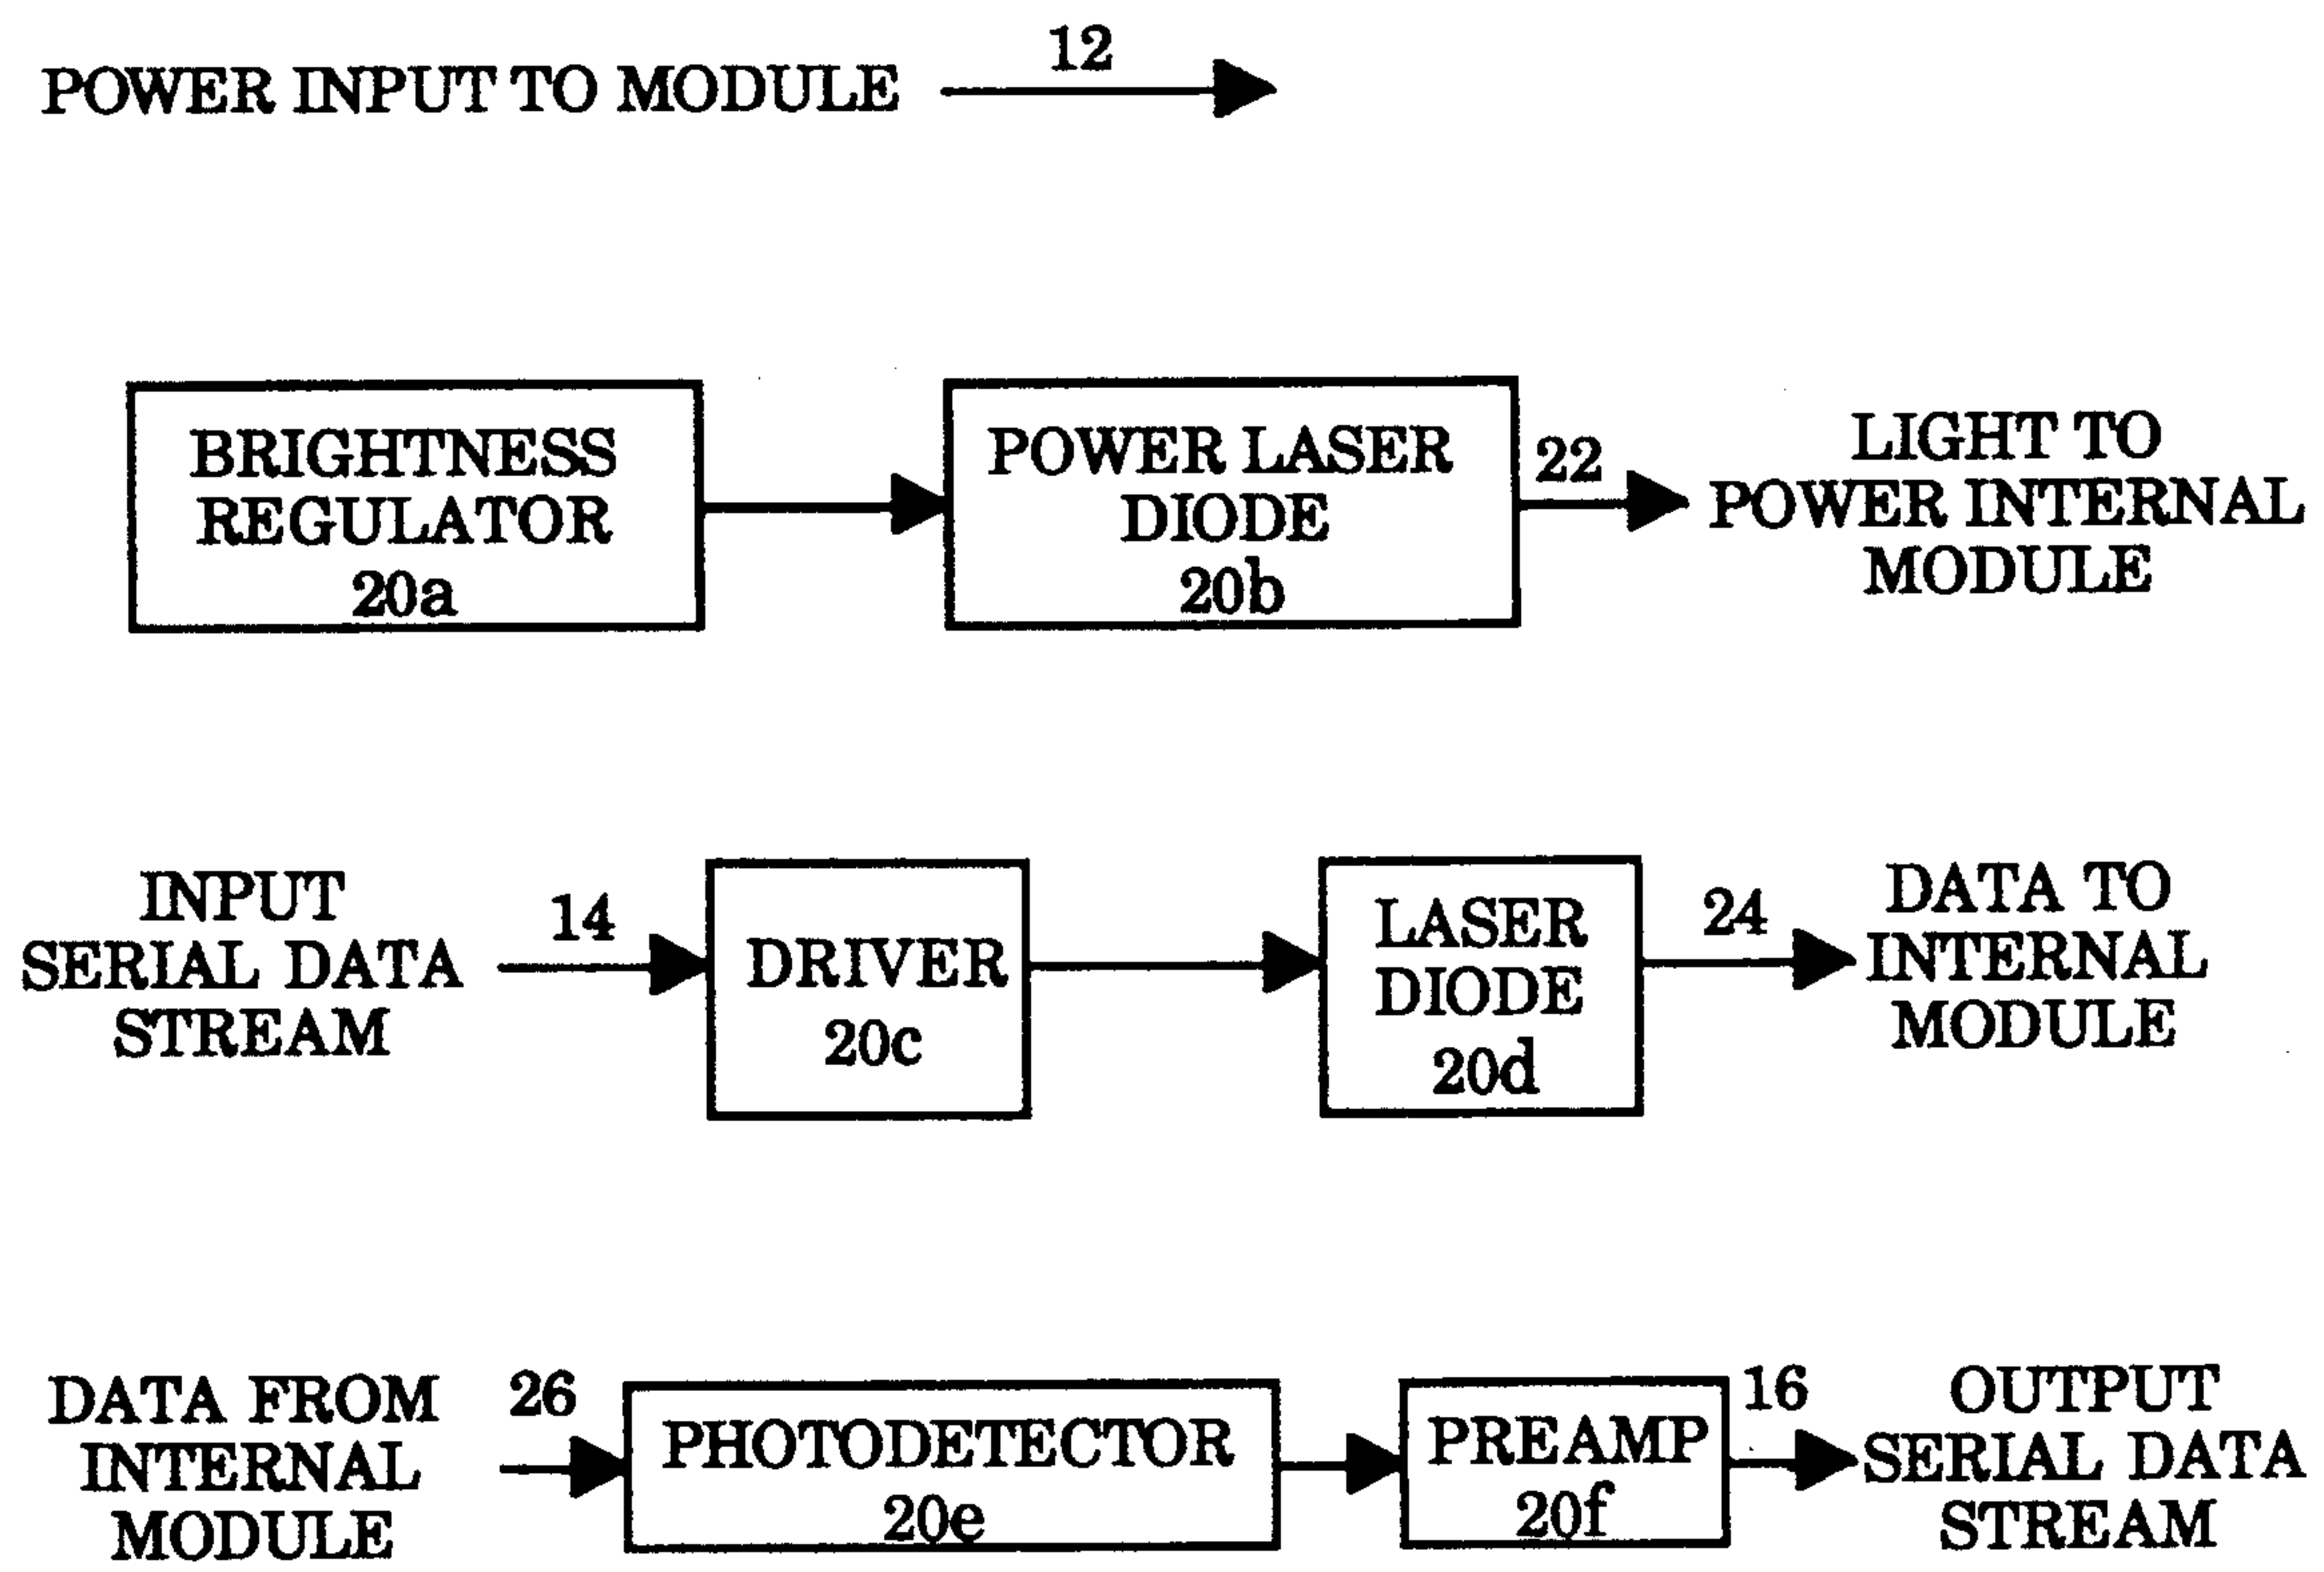 12
POWER INPUT TO MODULE
BRIGHTNESS
REGULATOR
20a
POWER LASER
DIODE
20b
22
LIGHT TO
POWER INTERNAL
MODULE
INPUT
SERIAL DATA
STREAM
14
DRIVER
20c
LASER
DIODE
20d
24
DATA TO
INTERNAL
MODULE
DATA FROM
INTERNAL
MODULE
26
PHOTODETECTOR
20e
PREAMP
20f
16
OUTPUT
SERIAL DATA
STREAM